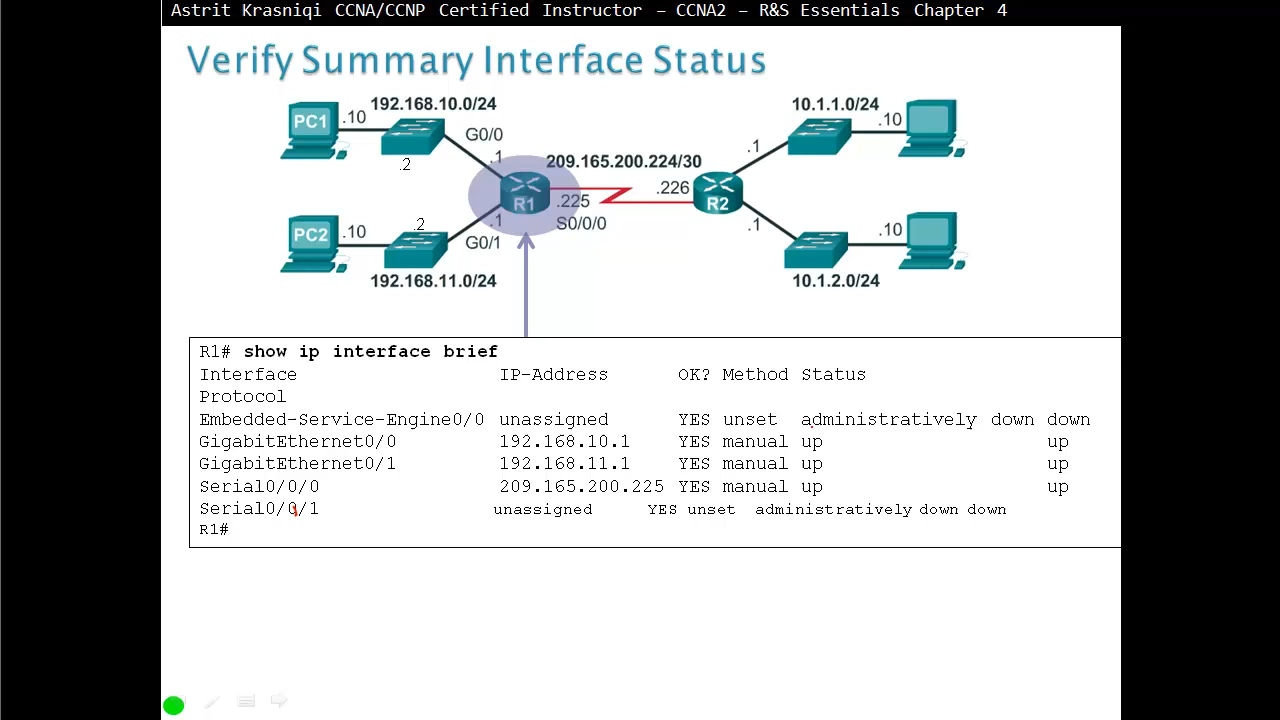 Astrit Krasniqi CCNA/CCNP Certified Instructor – CCNA2 – R&S Essentials Chapter 4
Verify Summary Interface Status
192.168.10.0/24
10.1.1.0/24
PC1
.10
.10
G0/0
.2
.1
209.165.200.224/30
.1
R1
.225
.226
R2
S0/0/0
PC2
.10
.2
.1
G0/1
.1
.10
192.168.11.0/24
10.1.2.0/24
R1# show ip interface brief
Interface IP-Address OK? Method Status
Protocol
Embedded-Service-Engine0/0 unassigned YES unset administratively down down
GigabitEthernet0/0 192.168.10.1 YES manual up up
GigabitEthernet0/1 192.168.11.1 YES manual up up
Serial0/0/0 209.165.200.225 YES manual up up
Serial0/0/1 unassigned YES unset administratively down down
R1#